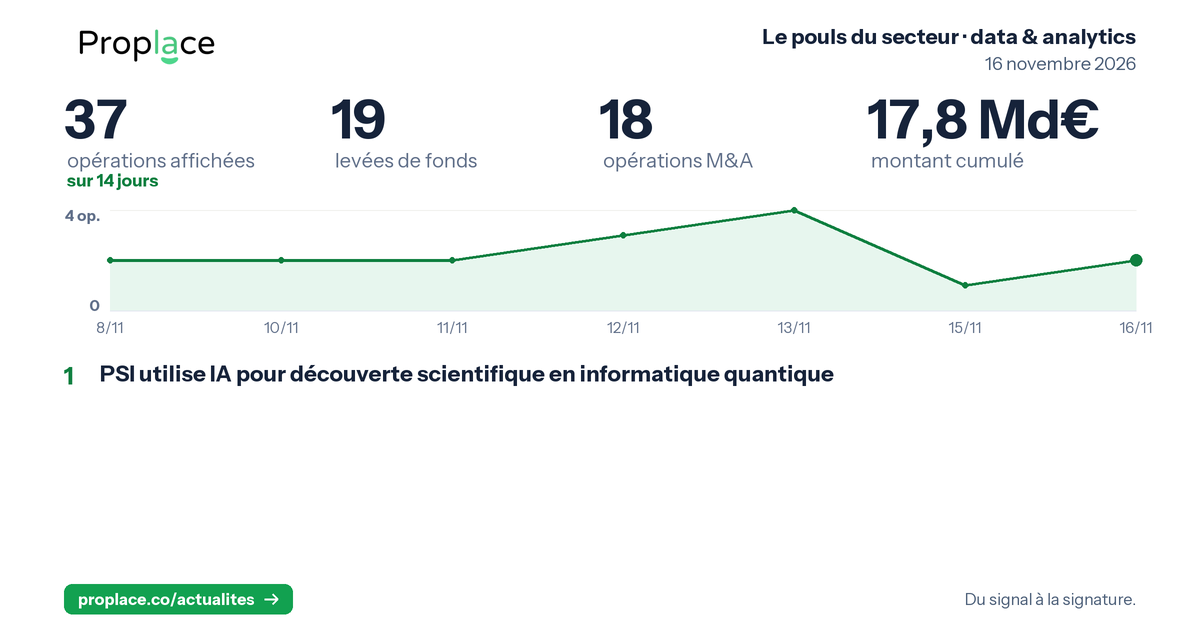 Proplace
Le pouls du secteur · data & analytics
16 novembre 2026
37
opérations affichées
sur 14 jours
19
levées de fonds
18
opérations M&A
17,8 Md€
montant cumulé
4 op.
0
8/11 10/11 11/11 12/11 13/11 15/11 16/11
1 PSI utilise IA pour découverte scientifique en informatique quantique
proplace.co/actualites →
Du signal à la signature.